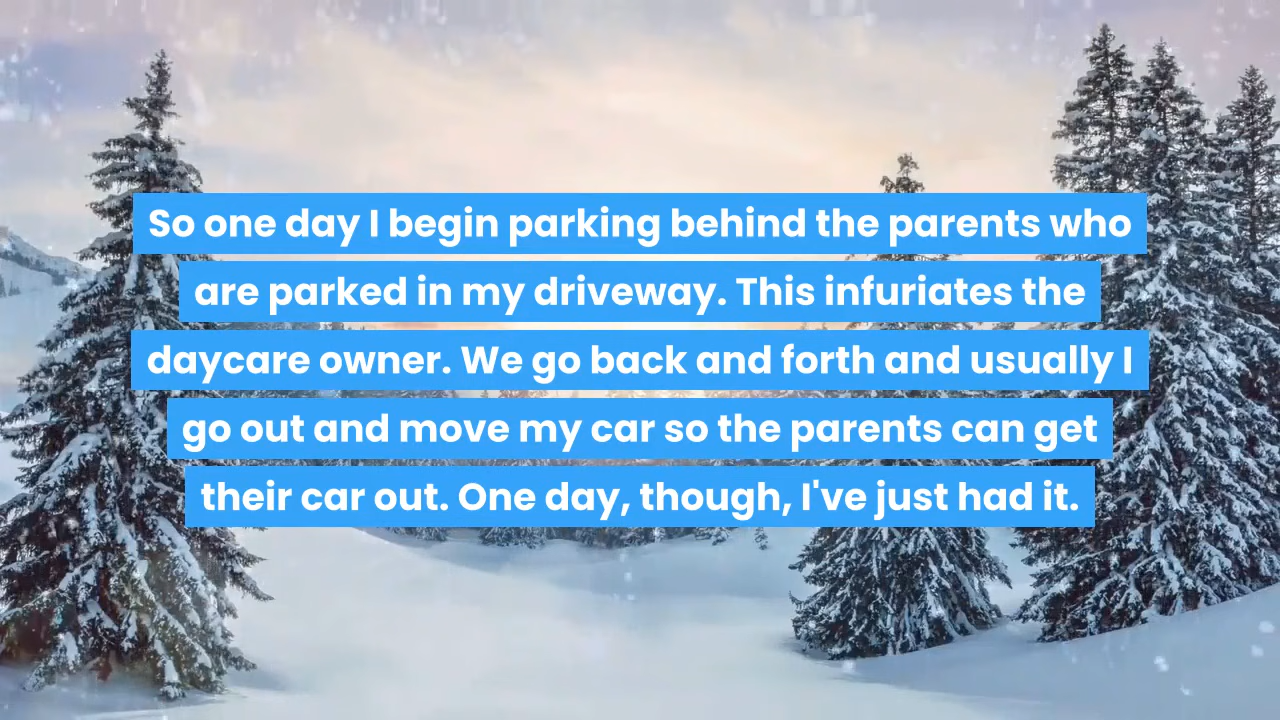 So one day I begin parking behind the parents who
are parked in my driveway. This infuriates the
daycare owner. We go back and forth and usually I
go out and move my car so the parents can get
their car out. One day, though, I've just had it.